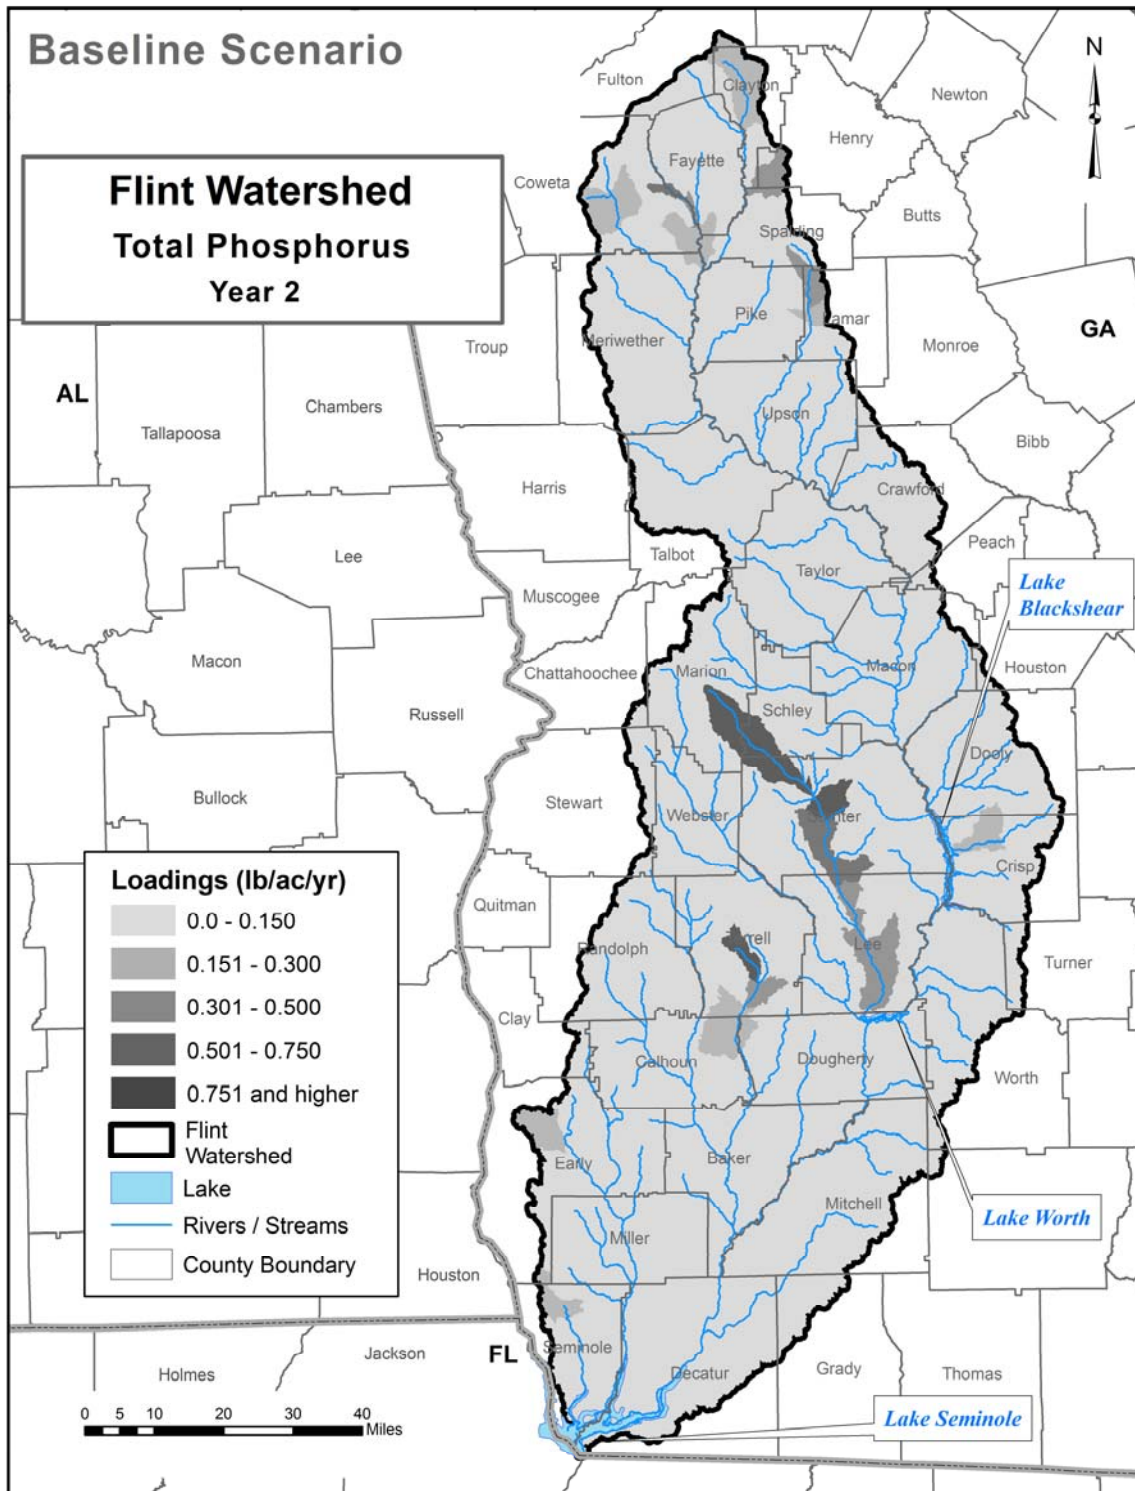 Baseline Scenario
N
Flint Watershed
Total Phosphorus
Year 2
Fulton
Clayton
Newton
Henry
Fayette
Coweta
Butts
Spalding
Pike
Lamar
GA
Meriwether
Troup
Monroe
AL
Chambers
Tallapoosa
Upson
Bibb
Harris
Crawford
Lee
Talbot
Peach
Taylor
Lake
Blackshear
Muscogee
Macon
Chattahoochee
Marion
Macon
Houston
Russell
Schley
Dooly
Bullock
Stewart
Webster
Sumter
Crisp
Loadings (lb/ac/yr)
0.0 - 0.150
0.151 - 0.300
0.301 - 0.500
0.501 - 0.750
0.751 and higher
Flint
Watershed
Lake
Rivers / Streams
County Boundary
Quitman
Randolph
Terrell
Lee
Turner
Clay
Calhoun
Dougherty
Worth
Early
Baker
Mitchell
Lake Worth
Miller
Houston
Seminole
FL
Jackson
Holmes
Decatur
Grady
Thomas
Lake Seminole
0 5 10 20 30 40
Miles